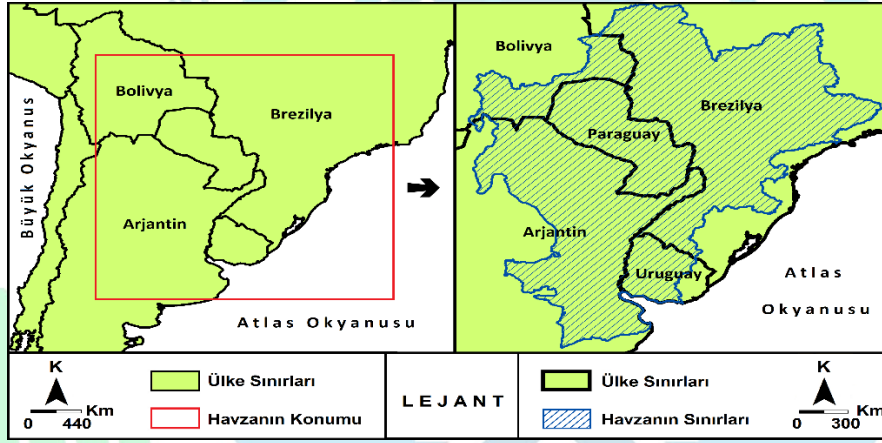 Bolivya
Brezilya
Büyük Okyanus
Arjantin
Atlas Okyanusu
Bolivya
Brezilya
Paraguay
Arjantin
Uruguay
Atlas
Okyanusu
K
0 440 Km
Ülke Sınırları
Havzanın Konumu
LEJANT
Ülke Sınırları
Havzanın Sınırları
K
0 300 Km